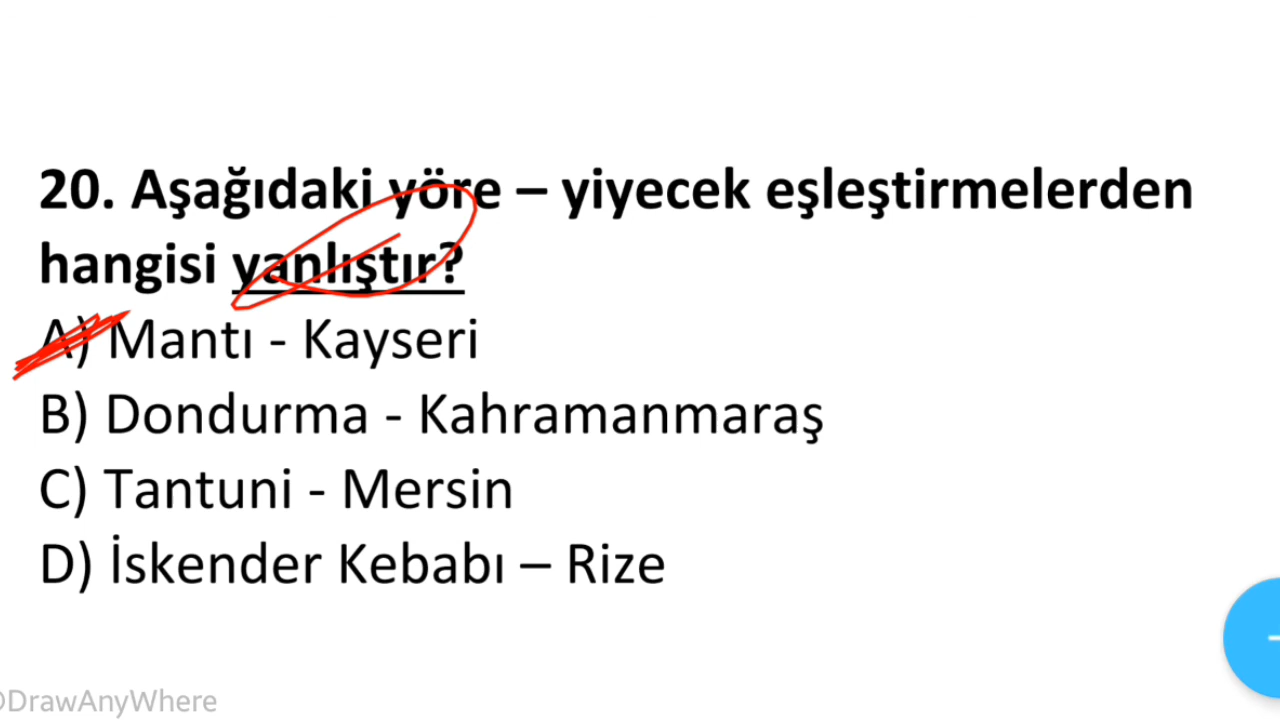 20. Aşağıdaki yöre – yiyecek eşleştirmelerden
hangisi yanlıştır?
A) Mantı - Kayseri
B) Dondurma - Kahramanmaraş
C) Tantuni - Mersin
D) İskender Kebabı – Rize
©DrawAnyWhere